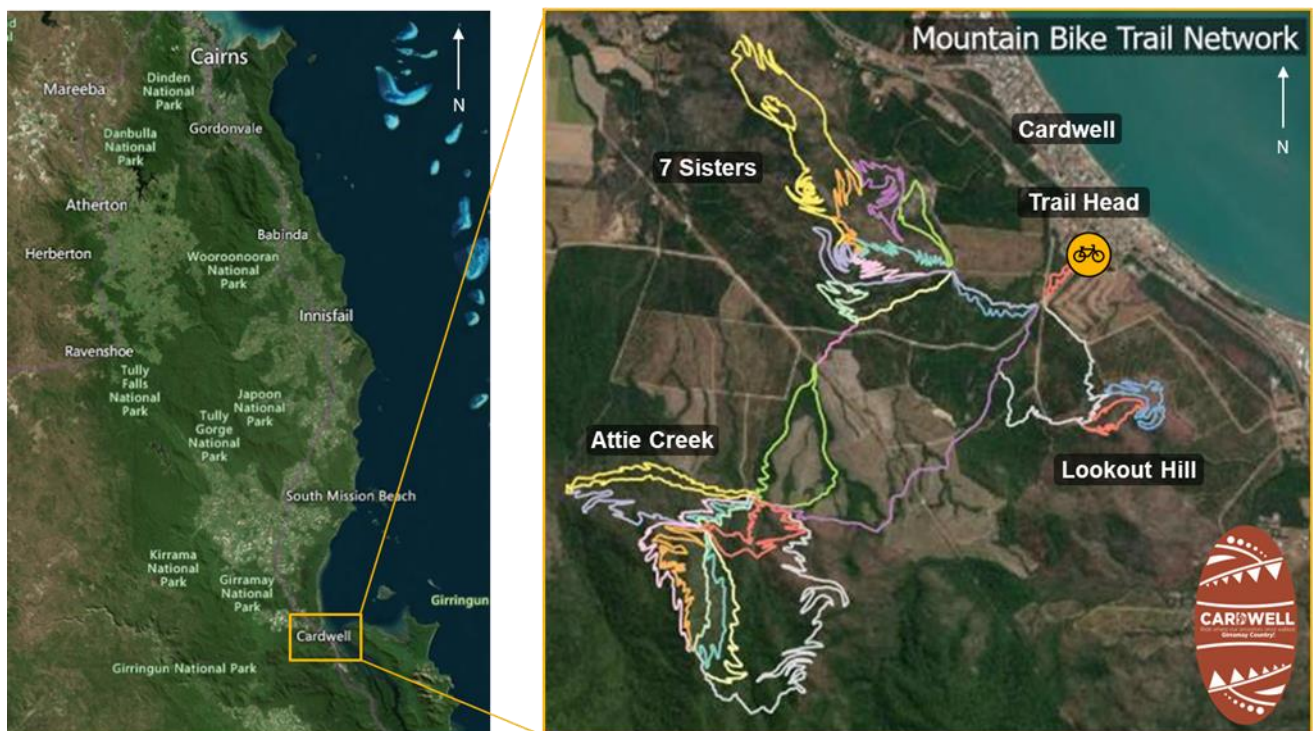 Cairns
Mareeba
Dinden
National
Park
Gordonvale
Danbulla
National
Park
Atherton
Babinda
Herberton
Wooroonooran
National
Park
Innisfail
Ravenshoe
Tully
Falls
National
Park
Japoon
National
Park
Tully
Gorge
National
Park
South Mission Beach
Kirrama
National
Park
Girramay
National
Park
Girringun
Cardwell
Girringun National Park
N
Mountain Bike Trail Network
N
Cardwell
7 Sisters
Trail Head
Attie Creek
Lookout Hill
CARDWELL
Girramay Country!